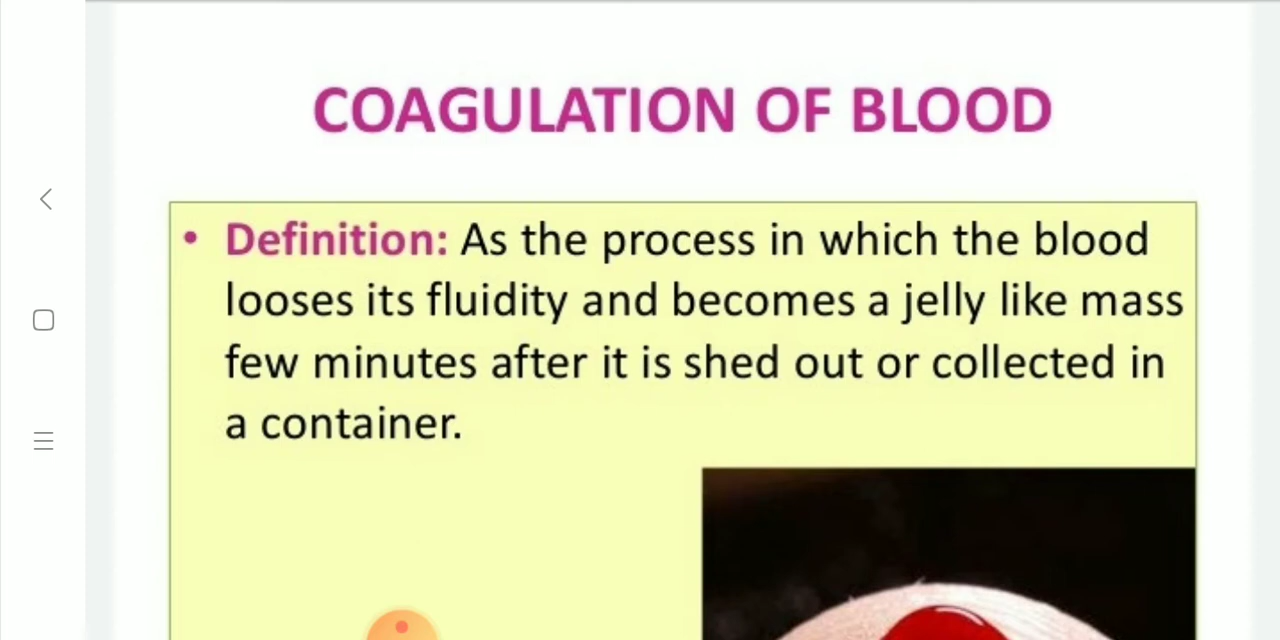 COAGULATION OF BLOOD
• Definition: As the process in which the blood
looses its fluidity and becomes a jelly like mass
few minutes after it is shed out or collected in
a container.